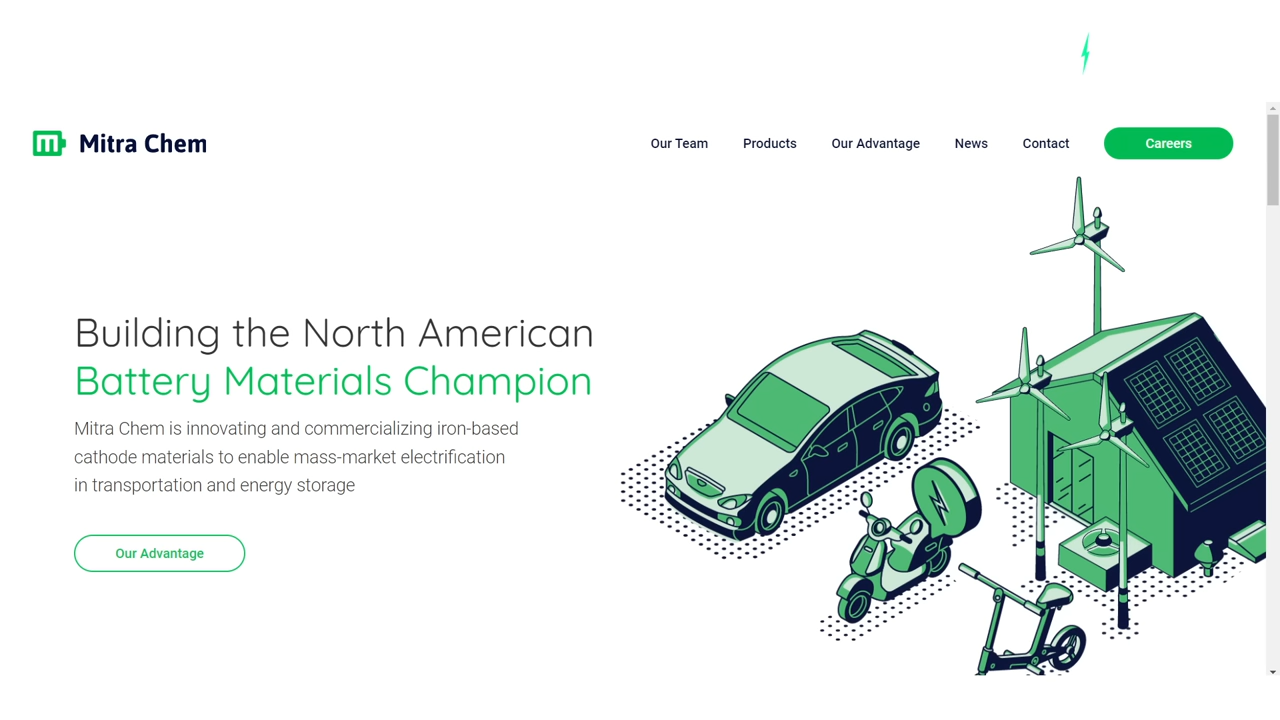 Mitra Chem
Our Team
Products
Our Advantage
News
Contact
Careers
Building the North American
Battery Materials Champion
Mitra Chem is innovating and commercializing iron-based
cathode materials to enable mass-market electrification
in transportation and energy storage
Our Advantage